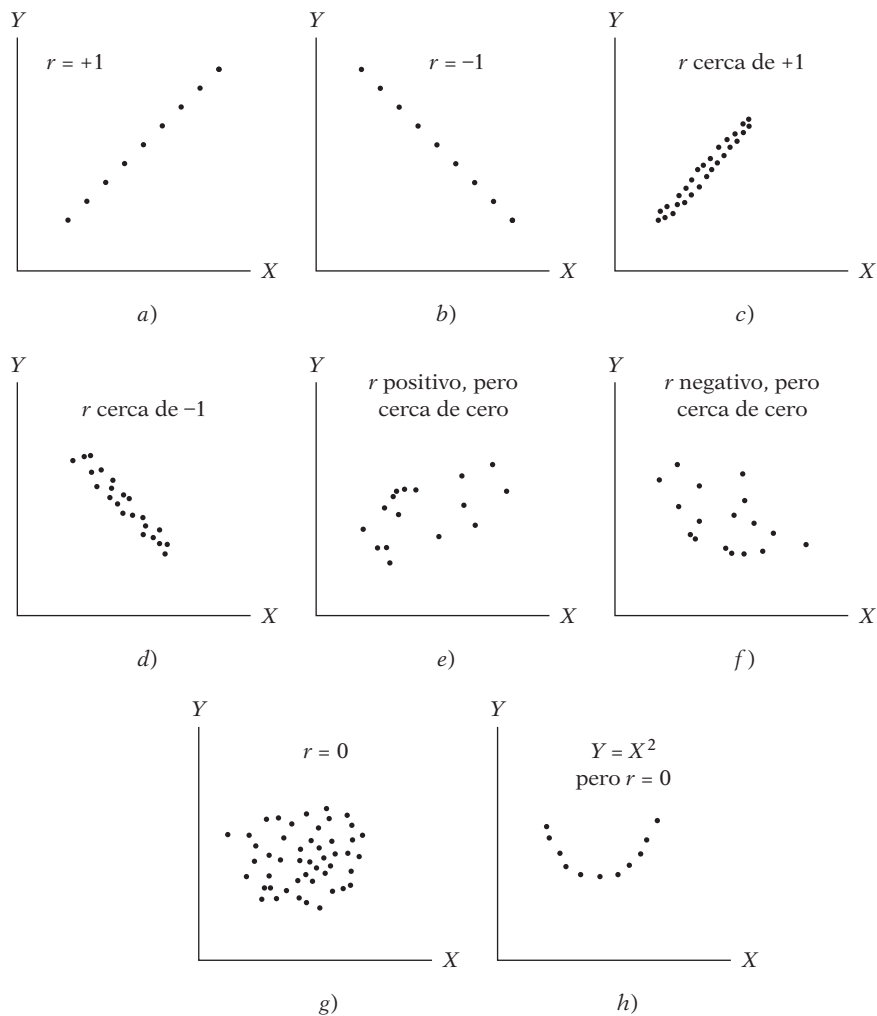 Y
r = +1
X
a)
Y
r = −1
X
b)
Y
r cerca de +1
X
c)
Y
r cerca de −1
X
d)
Y
r positivo, pero
cerca de cero
X
e)
Y
r negativo, pero
cerca de cero
X
f)
Y
r = 0
X
g)
Y
Y = X²
pero r = 0
X
h)